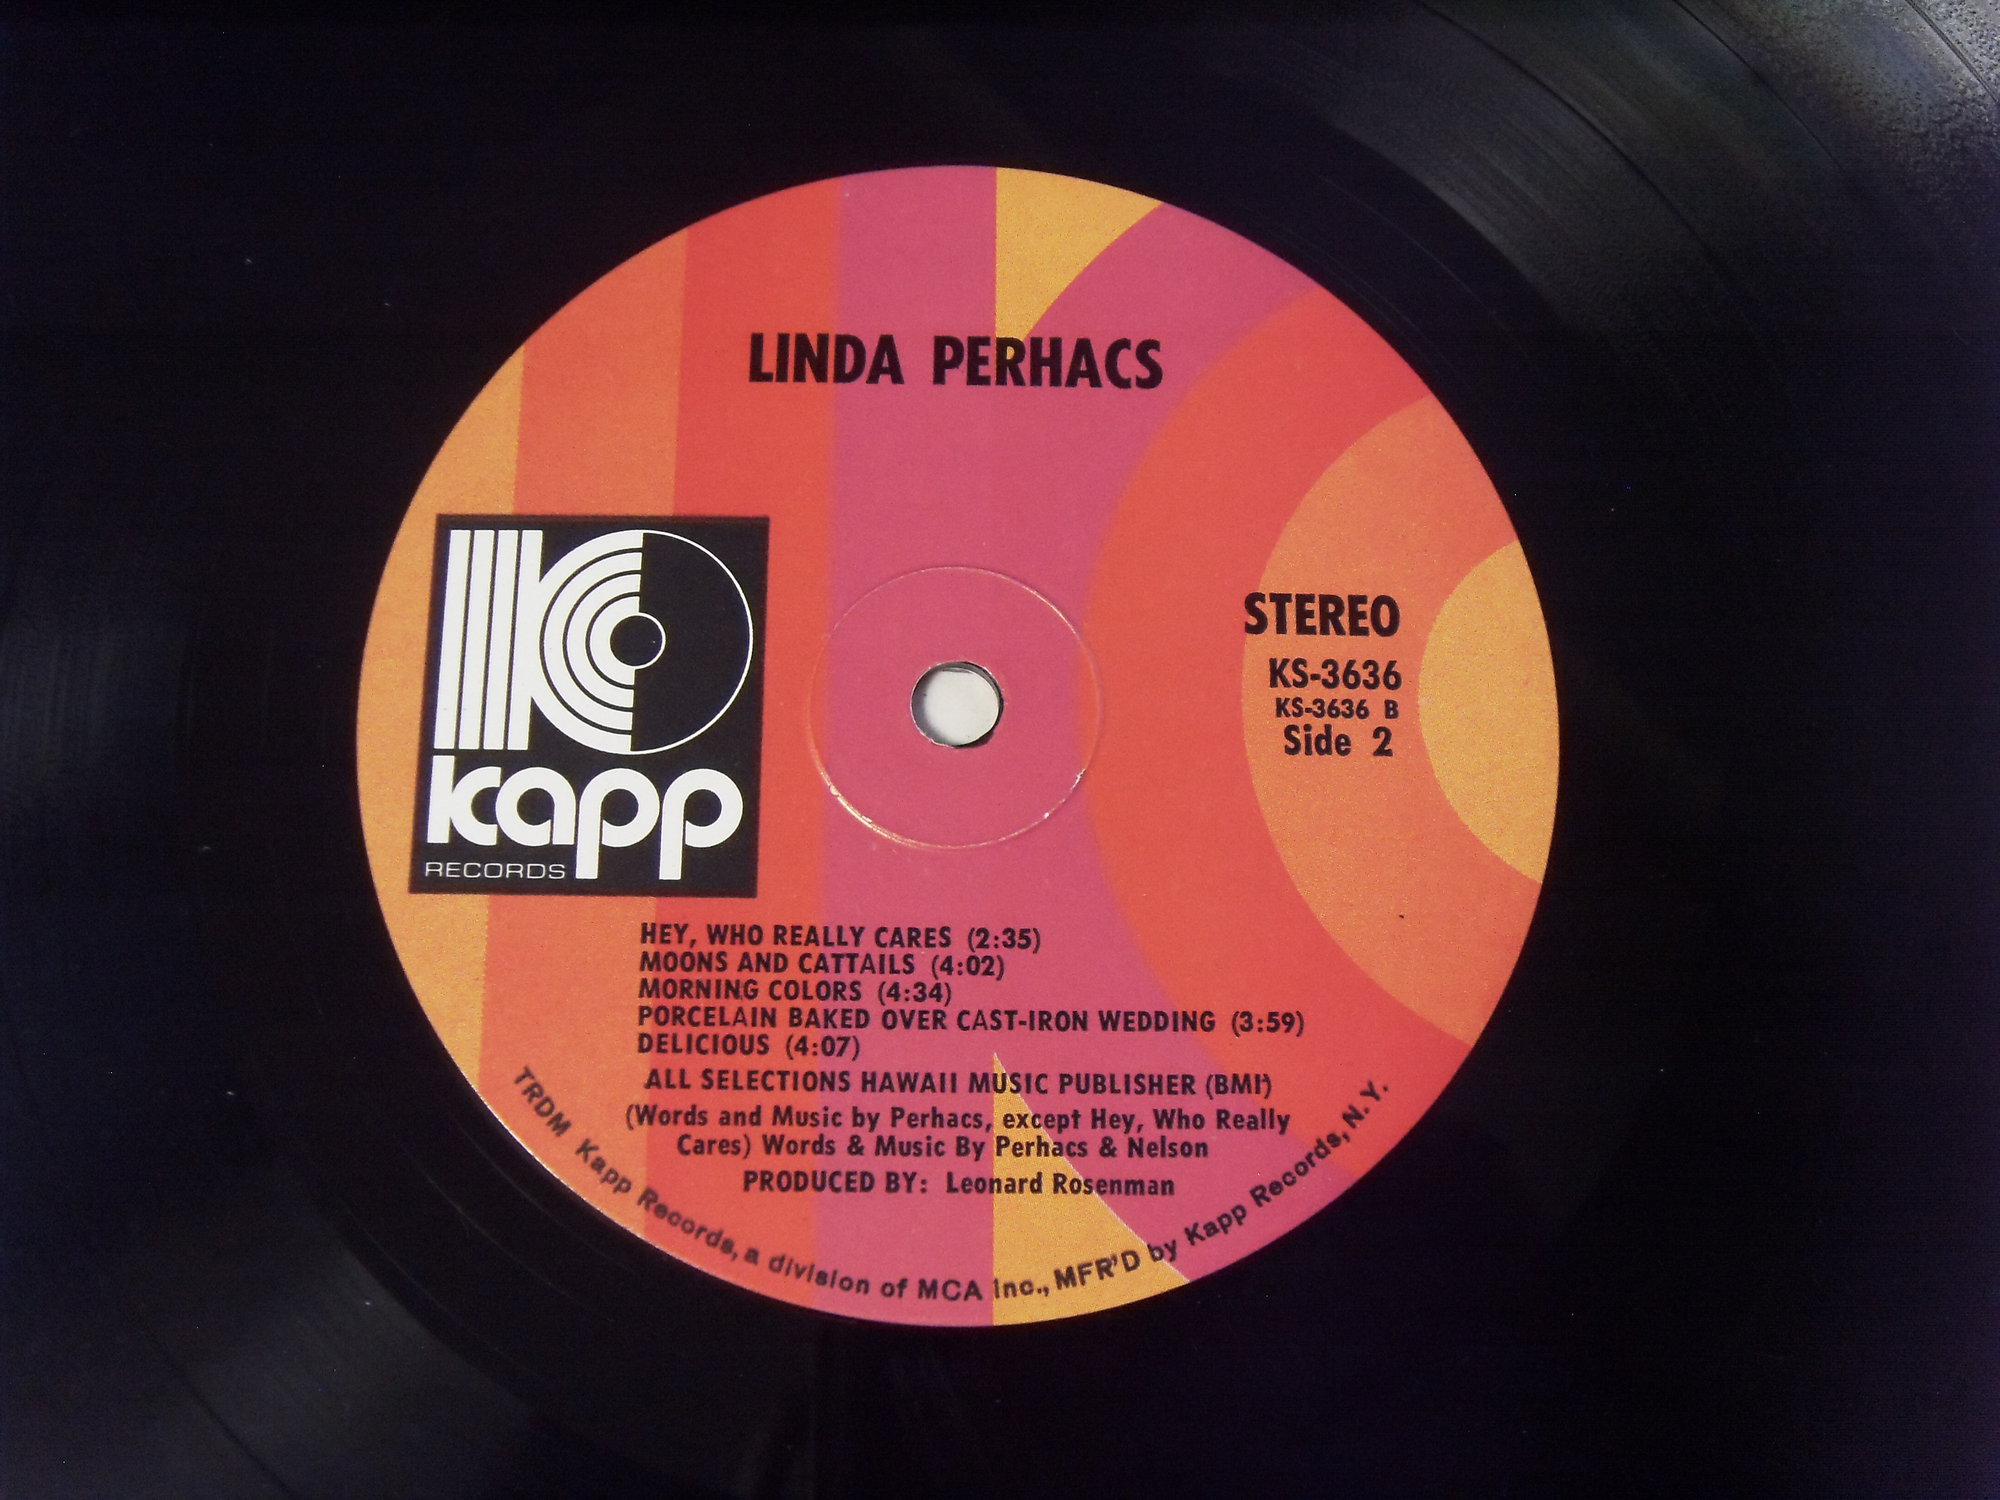 LINDA PERHACS
kapp
RECORDS
STEREO
KS-3636
KS-3636 B
Side 2
HEY, WHO REALLY CARES (2:35)
MOONS AND CATTAILS (4:02)
MORNING COLORS (4:34)
PORCELAIN BAKED OVER CAST-IRON WEDDING (3:59)
DELICIOUS (4:07)
ALL SELECTIONS HAWAII MUSIC PUBLISHER (BMI)
(Words and Music by Perhacs, except Hey, Who Really
Cares) Words & Music By Perhacs & Nelson
PRODUCED BY: Leonard Rosenman
TRDM Kapp Records, a division of MCA Inc., MFR'D by Kapp Records, N.Y.